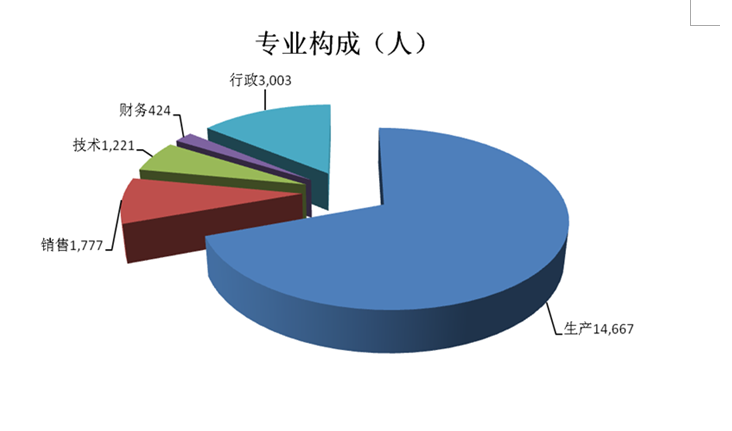 专业构成（人）
行政3,003
财务424
技术1,221
销售1,777
生产14,667